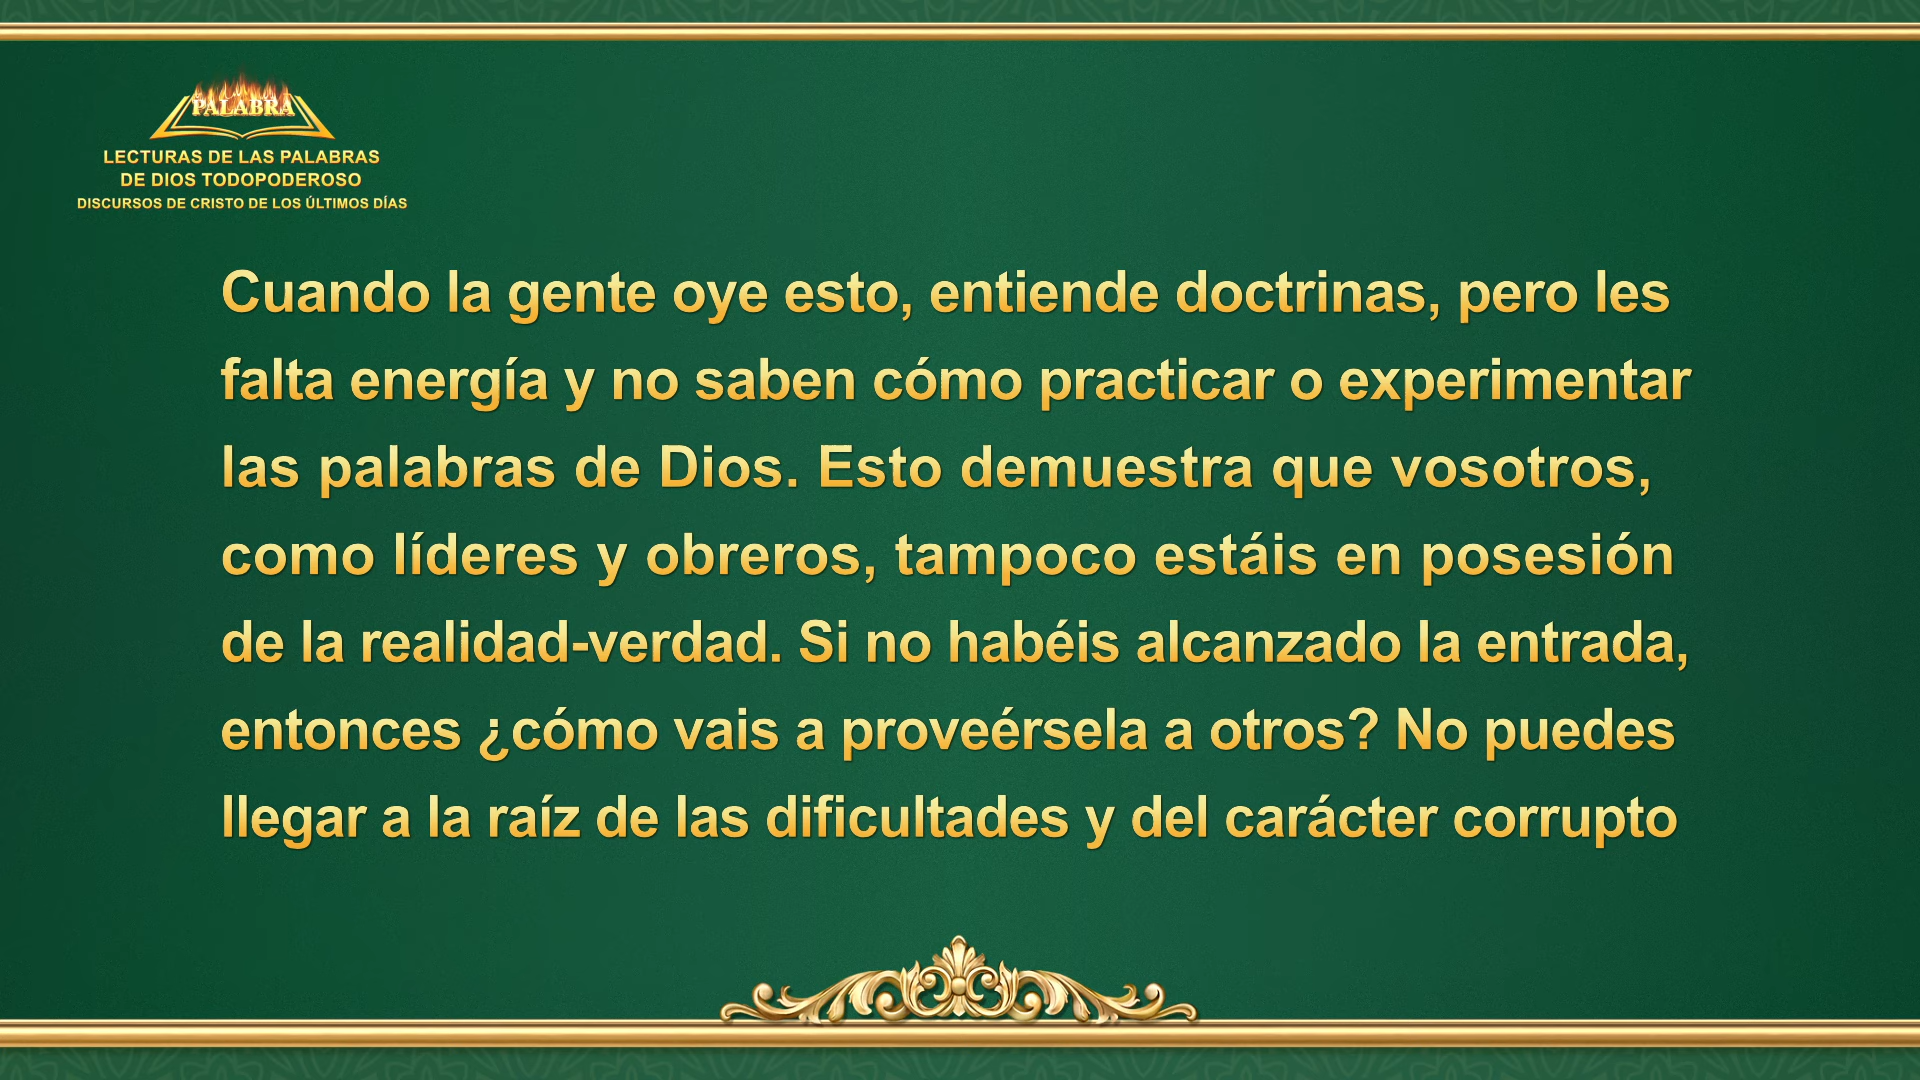 PALABRA
LECTURAS DE LAS PALABRAS
DE DIOS TODOPODEROSO
DISCURSOS DE CRISTO DE LOS ÚLTIMOS DÍAS
Cuando la gente oye esto, entiende doctrinas, pero les
falta energía y no saben cómo practicar o experimentar
las palabras de Dios. Esto demuestra que vosotros,
como líderes y obreros, tampoco estáis en posesión
de la realidad-verdad. Si no habéis alcanzado la entrada,
entonces ¿cómo vais a proveérsela a otros? No puedes
llegar a la raíz de las dificultades y del carácter corrupto